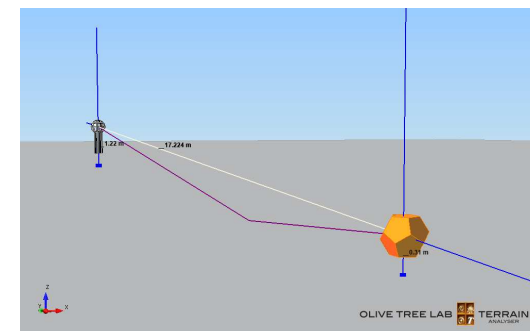 1.22 m
17.224 m
0.31 m
Z
Y
X
OLIVE TREE LAB TERRAIN
ANALYSER